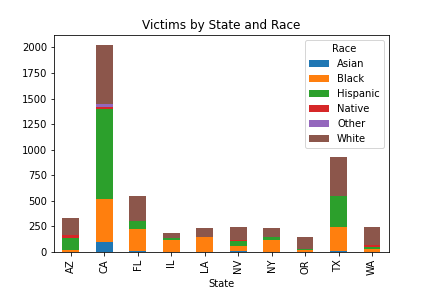 Victims by State and Race
2000
1750
1500
1250
1000
750
500
250
0
Race
Asian
Black
Hispanic
Native
Other
White
AZ
CA
FL
IL
LA
NV
NY
OR
TX
WA
State